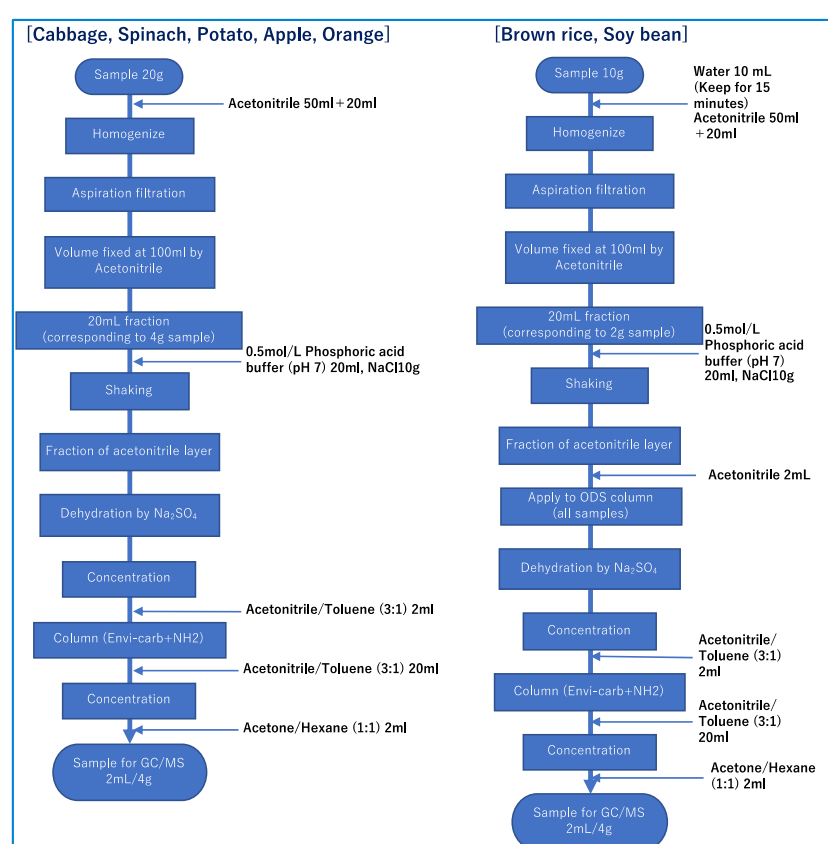 [Cabbage, Spinach, Potato, Apple, Orange]
Sample 20g
Acetonitrile 50ml+20ml
Homogenize
Aspiration filtration
Volume fixed at 100ml by
Acetonitrile
20mL fraction
(corresponding to 4g sample)
0.5mol/L Phosphoric acid
buffer (pH 7) 20ml, NaCl10g
Shaking
Fraction of acetonitrile layer
Dehydration by Na₂SO₄
Concentration
Acetonitrile/Toluene (3:1) 2ml
Column (Envi-carb+NH2)
Acetonitrile/Toluene (3:1) 20ml
Concentration
Acetone/Hexane (1:1) 2ml
Sample for GC/MS
2mL/4g
[Brown rice, Soy bean]
Sample 10g
Water 10 mL
(Keep for 15
minutes)
Acetonitrile 50ml
+20ml
Homogenize
Aspiration filtration
Volume fixed at 100ml by
Acetonitrile
20mL fraction
(corresponding to 2g sample)
0.5mol/L
Phosphoric acid
buffer (pH 7)
20ml, NaCl10g
Shaking
Fraction of acetonitrile layer
Acetonitrile 2mL
Apply to ODS column
(all samples)
Dehydration by Na₂SO₄
Concentration
Acetonitrile/
Toluene (3:1)
2ml
Column (Envi-carb+NH2)
Acetonitrile/
Toluene (3:1)
20ml
Concentration
Acetone/Hexane
(1:1) 2ml
Sample for GC/MS
2mL/4g